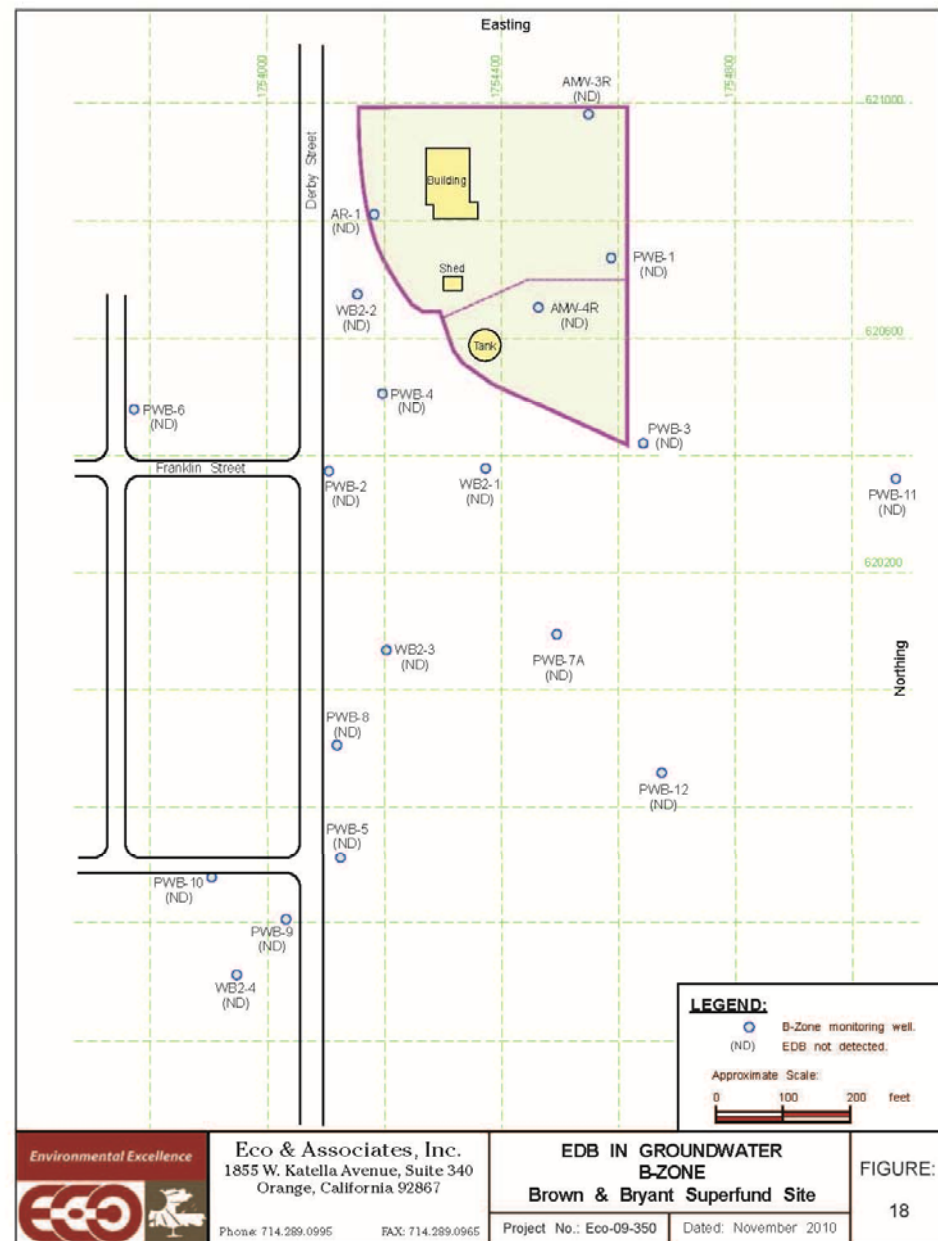 Easting
1754000
1754400
1754800
AMW-3R
(ND)
621000
Derby Street
Building
AR-1
(ND)
PWB-1
(ND)
Shed
WB2-2
(ND)
AMW-4R
(ND)
620600
Tank
PWB-4
(ND)
PWB-6
(ND)
PWB-3
(ND)
Franklin Street
PWB-2
(ND)
WB2-1
(ND)
PWB-11
(ND)
620200
WB2-3
(ND)
PWB-7A
(ND)
Northing
PWB-8
(ND)
PWB-12
(ND)
PWB-5
(ND)
PWB-10
(ND)
PWB-9
(ND)
WB2-4
(ND)
LEGEND:
B-Zone monitoring well.
(ND) EDB not detected.
Approximate Scale:
0 100 200 feet
Environmental Excellence
eco
Eco & Associates, Inc.
1855 W. Katella Avenue, Suite 340
Orange, California 92867
Phone: 714.289.0995 FAX: 714.289.0965
EDB IN GROUNDWATER
B-ZONE
Brown & Bryant Superfund Site
Project No.: Eco-09-350 Dated: November 2010
FIGURE:
18